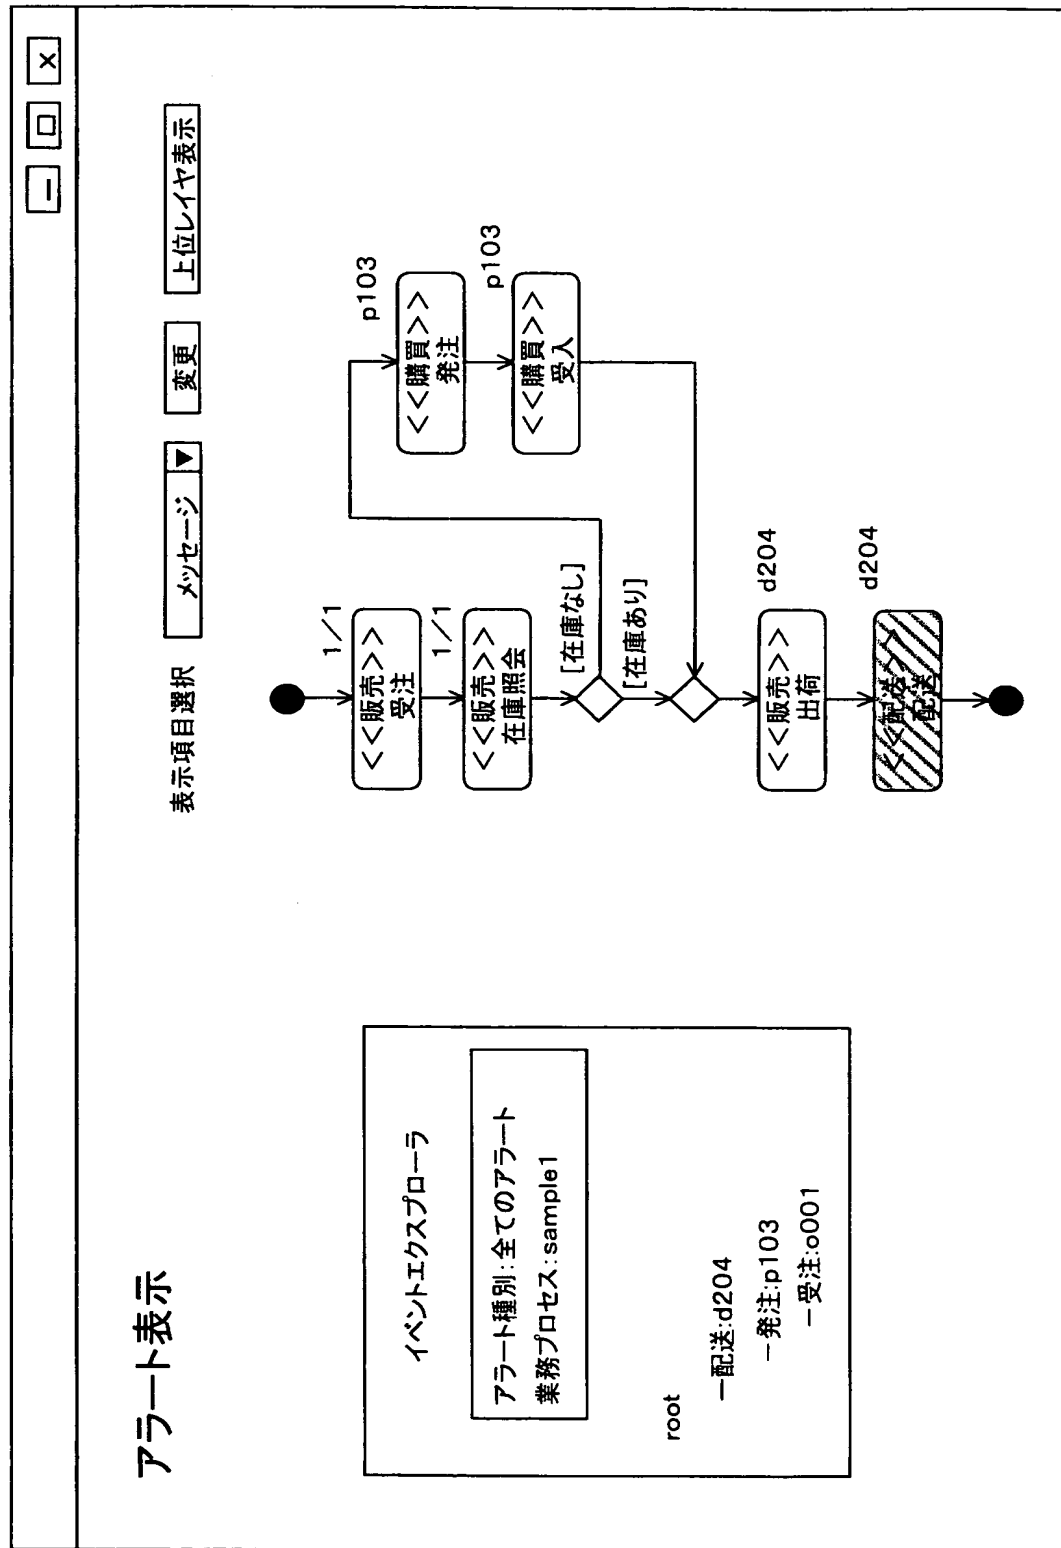 アラート表示
表示項目選択 メッセージ ▼ 変更 上位レイヤ表示
イベントエクスプローラ
アラート種別:全てのアラート
業務プロセス:sample1
root
ー配送:d204
ー発注:p103
ー受注:o001
1/1
<<販売>>
受注
1/1
<<販売>>
在庫照会
[在庫なし]
[在庫あり]
p103
<<購買>>
発注
p103
<<購買>>
受入
d204
<<販売>>
出荷
d204
<<配送>>
配送